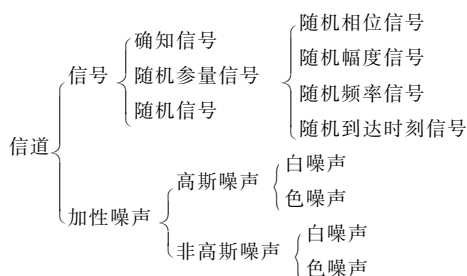 信道
信号
确知信号
随机参量信号
随机信号
随机相位信号
随机幅度信号
随机频率信号
随机到达时刻信号
加性噪声
高斯噪声
白噪声
色噪声
非高斯噪声
白噪声
色噪声